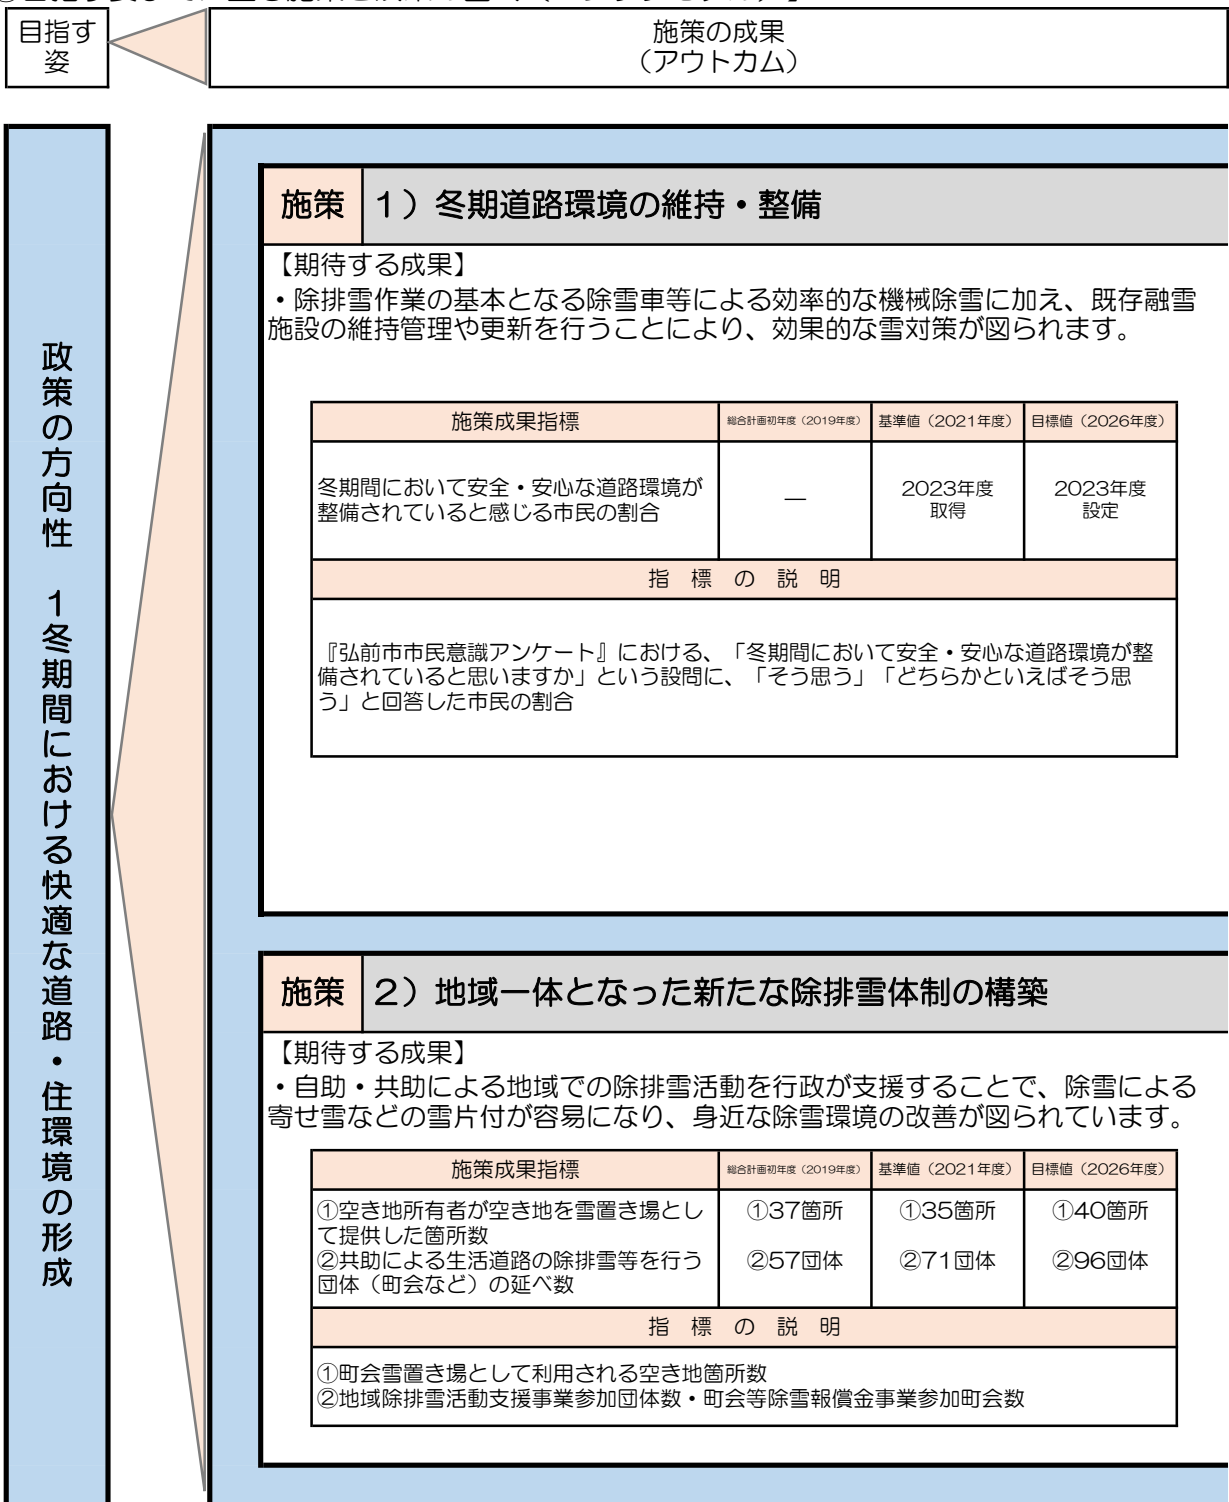 目指す
姿
施策の成果
（アウトカム）
政策の方向性　1冬期間における快適な道路・住環境の形成
施策
1）冬期道路環境の維持・整備
【期待する成果】
・除排雪作業の基本となる除雪車等による効率的な機械除雪に加え、既存融雪
施設の維持管理や更新を行うことにより、効果的な雪対策が図られます。
施策成果指標
総合計画初年度（2019年度）
基準値（2021年度）
目標値（2026年度）
冬期間において安全・安心な道路環境が
整備されていると感じる市民の割合
―
2023年度
取得
2023年度
設定
指　標　の　説　明
『弘前市市民意識アンケート』における、「冬期間において安全・安心な道路環境が整
備されていると思いますか」という設問に、「そう思う」「どちらかといえばそう思
う」と回答した市民の割合
施策
2）地域一体となった新たな除排雪体制の構築
【期待する成果】
・自助・共助による地域での除排雪活動を行政が支援することで、除雪による
寄せ雪などの雪片付が容易になり、身近な除雪環境の改善が図られています。
施策成果指標
総合計画初年度（2019年度）
基準値（2021年度）
目標値（2026年度）
①空き地所有者が空き地を雪置き場とし
て提供した箇所数
②共助による生活道路の除排雪等を行う
団体（町会など）の延べ数
①37箇所
②57団体
①35箇所
②71団体
①40箇所
②96団体
指　標　の　説　明
①町会雪置き場として利用される空き地箇所数
②地域除排雪活動支援事業参加団体数・町会等除雪報償金事業参加町会数